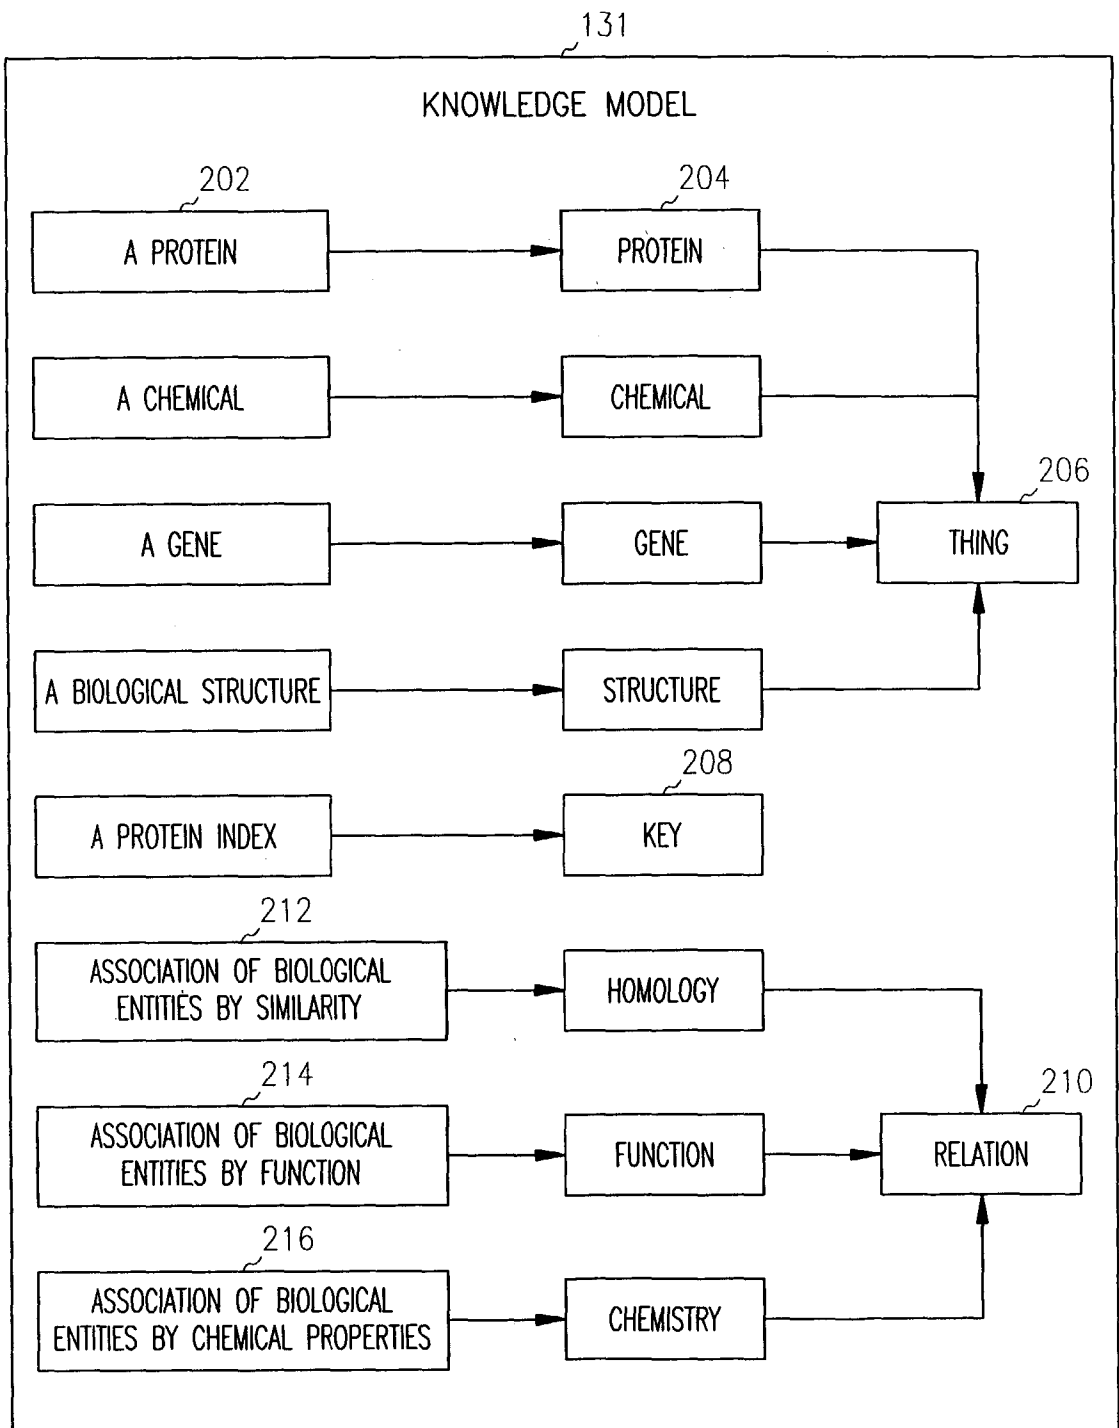 131
KNOWLEDGE MODEL
202
204
A PROTEIN
PROTEIN
A CHEMICAL
CHEMICAL
206
A GENE
GENE
THING
A BIOLOGICAL STRUCTURE
STRUCTURE
208
A PROTEIN INDEX
KEY
212
ASSOCIATION OF BIOLOGICAL
ENTITIES BY SIMILARITY
HOMOLOGY
214
210
ASSOCIATION OF BIOLOGICAL
ENTITIES BY FUNCTION
FUNCTION
RELATION
216
ASSOCIATION OF BIOLOGICAL
ENTITIES BY CHEMICAL PROPERTIES
CHEMISTRY